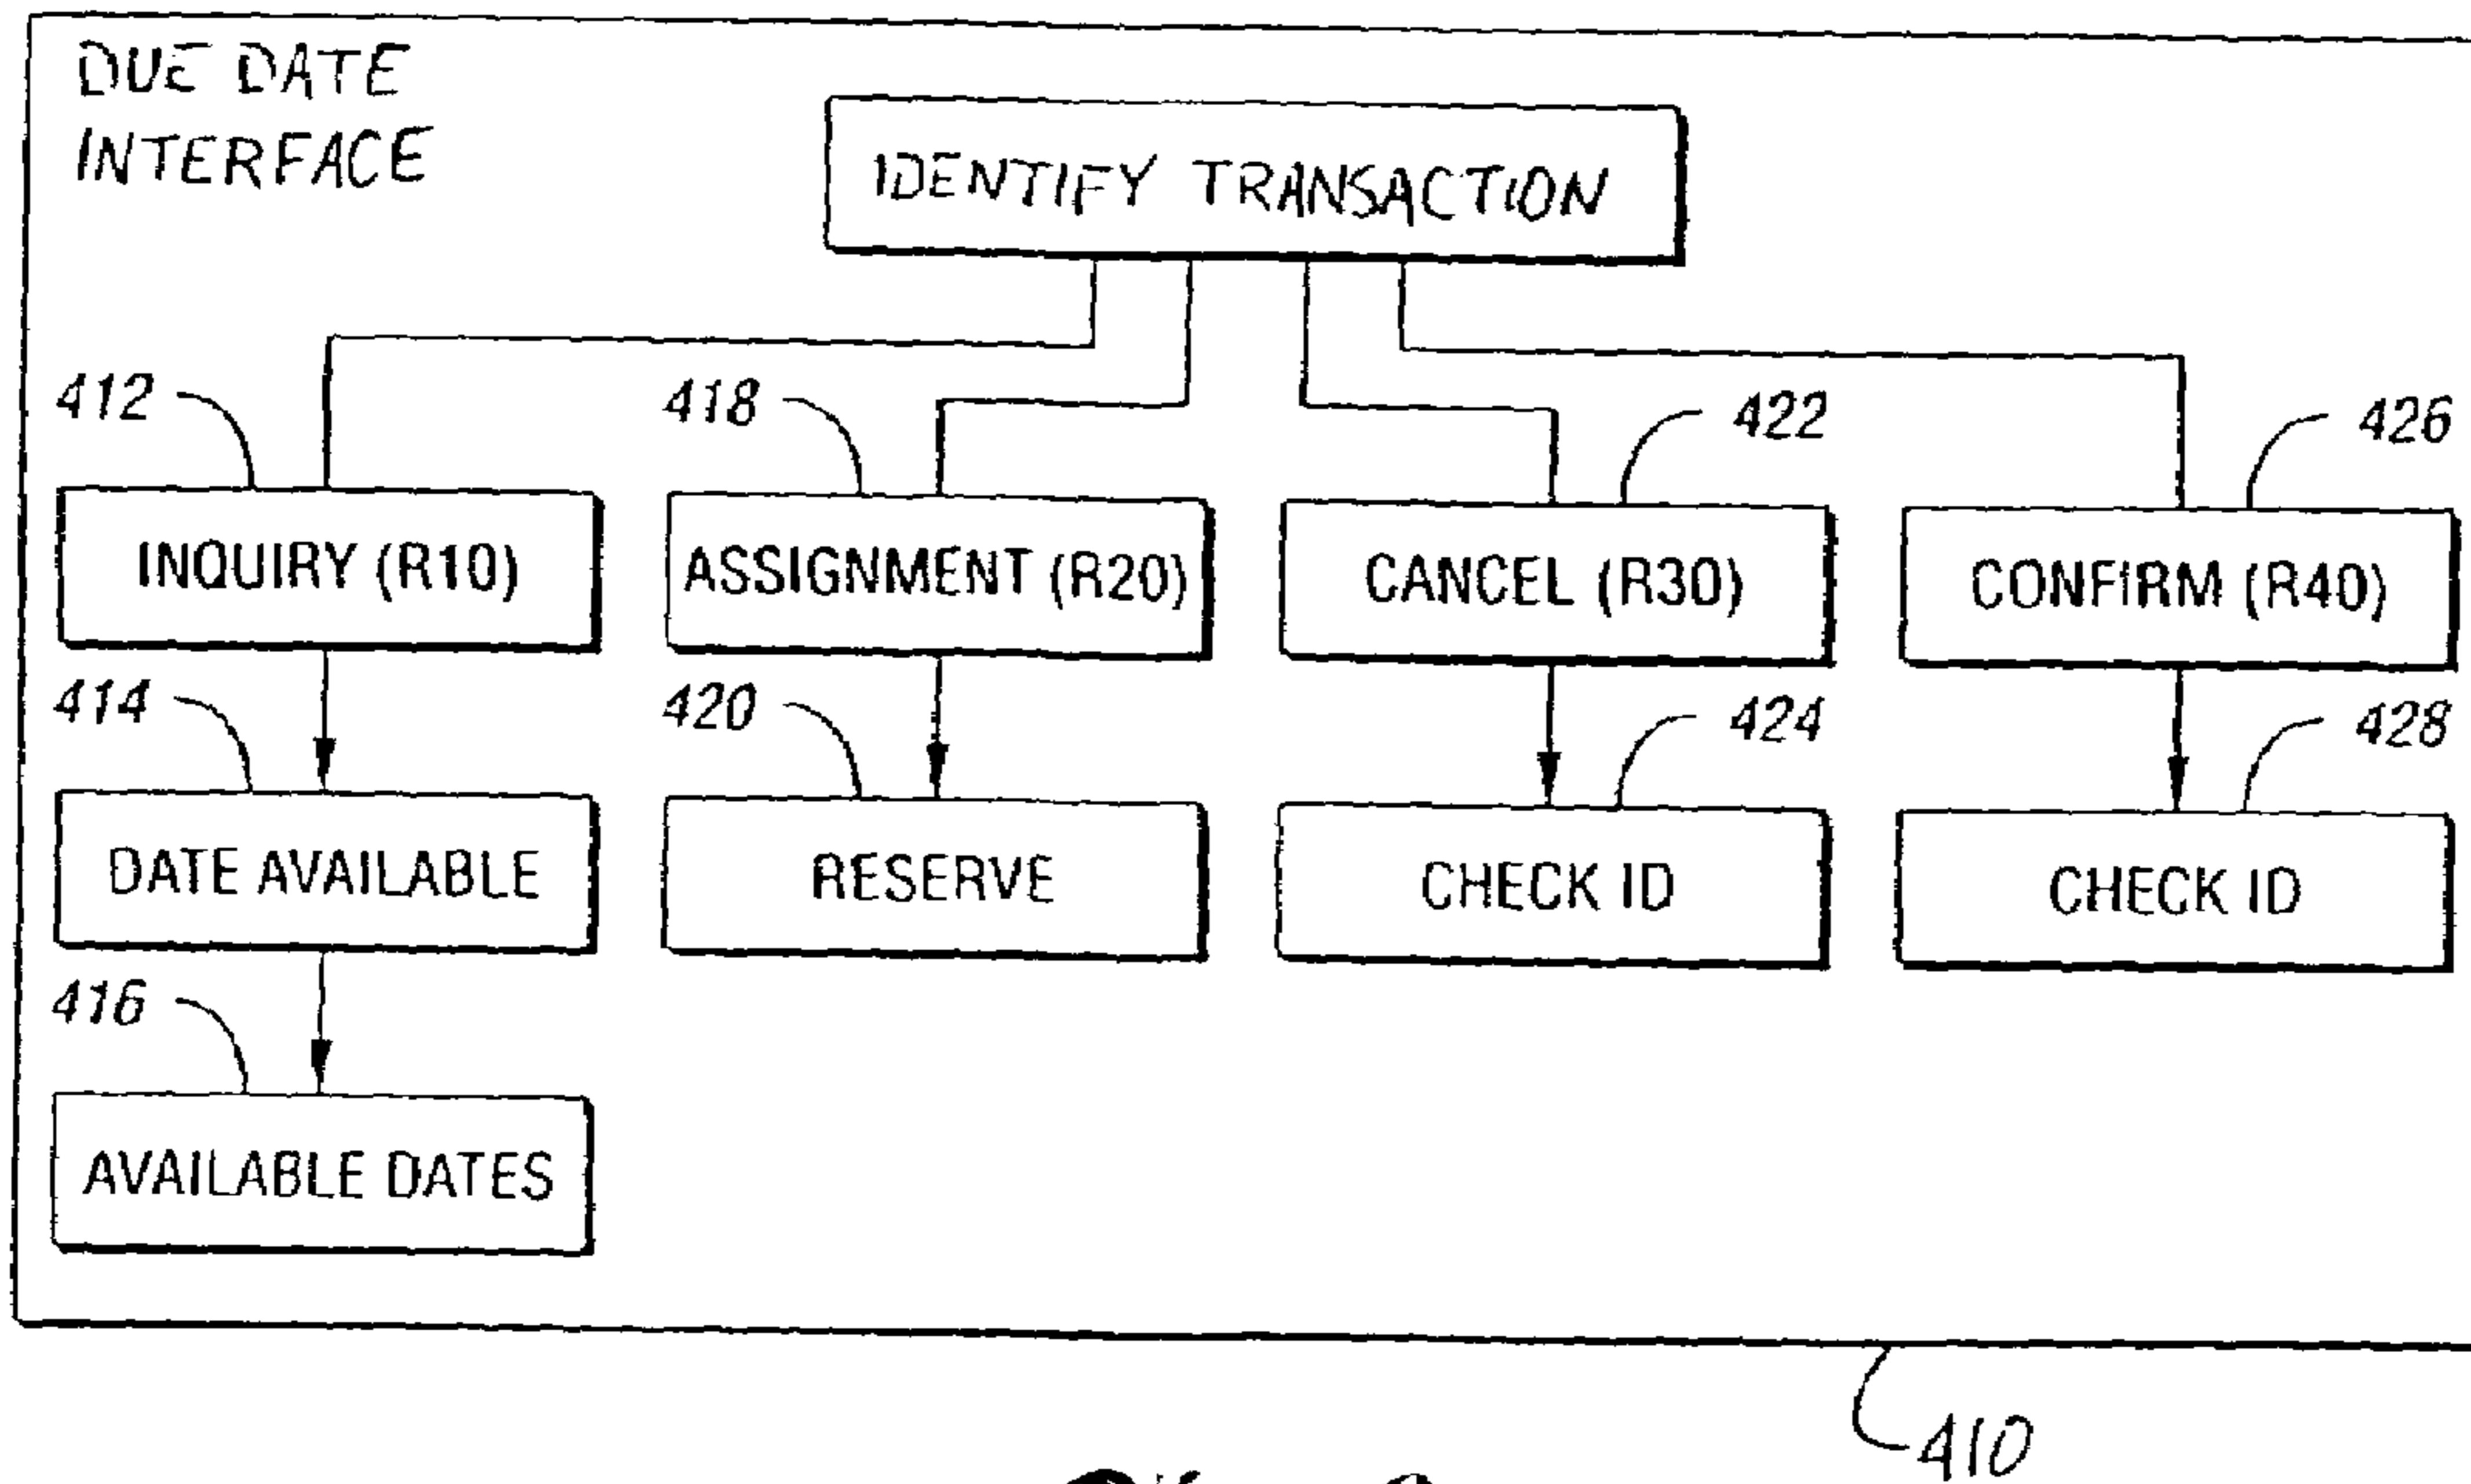 DUE DATE
INTERFACE
IDENTIFY TRANSACTION
412
418
422
426
INQUIRY (R10)
ASSIGNMENT (R20)
CANCEL (R30)
CONFIRM (R40)
414
420
424
428
DATE AVAILABLE
RESERVE
CHECK ID
CHECK ID
416
AVAILABLE DATES
410